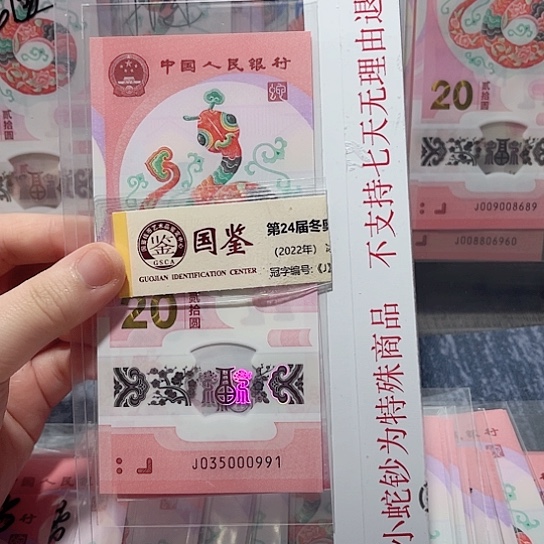 中国人民银行
国鉴
GSCA
GUOJIAN IDENTIFICATION CENTER
第24届冬奥
(2022年)
冠字编号:《J
20
贰拾圆
J035000991
不支持七天无理由退
小蛇钞为特殊商品
20
贰拾圆
J009008689
J008806960